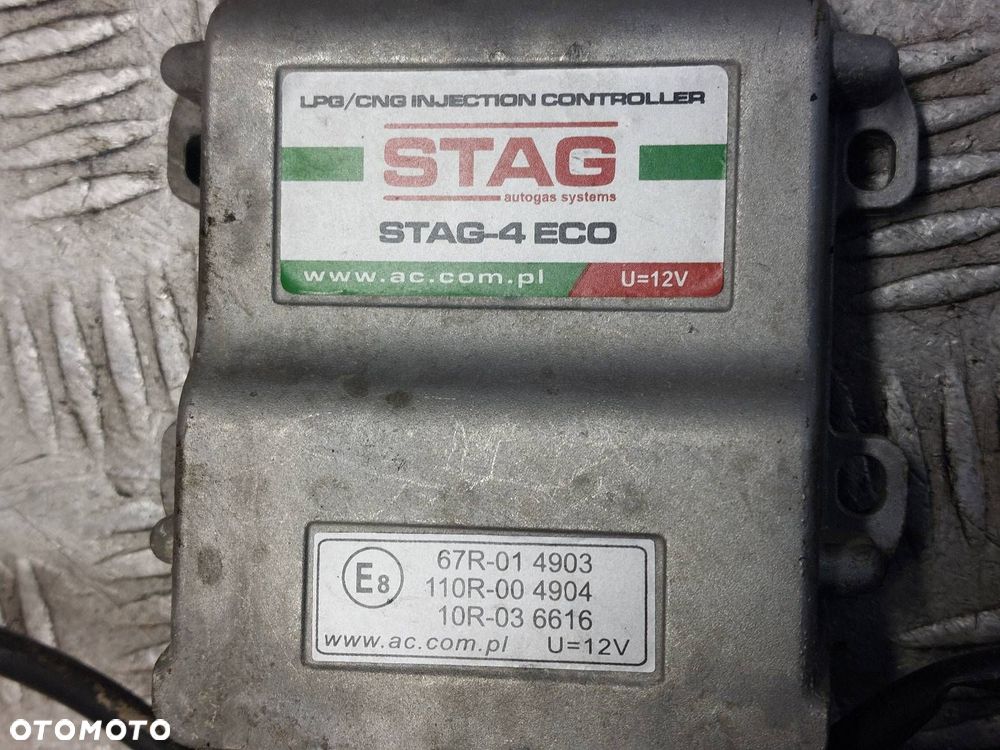 LPG/CNG INJECTION CONTROLLER
STAG
autogas systems
STAG-4 ECO
www.ac.com.pl U=12V
E8
67R-01 4903
110R-00 4904
10R-03 6616
www.ac.com.pl U=12V
OTOMOTO